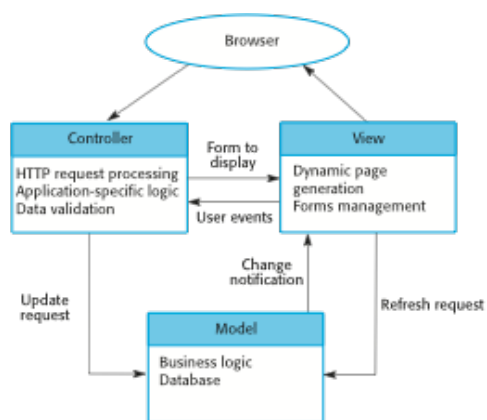 Browser
Controller
HTTP request processing
Application-specific logic
Data validation
Form to
display
User events
View
Dynamic page
generation
Forms management
Update
request
Change
notification
Refresh request
Model
Business logic
Database